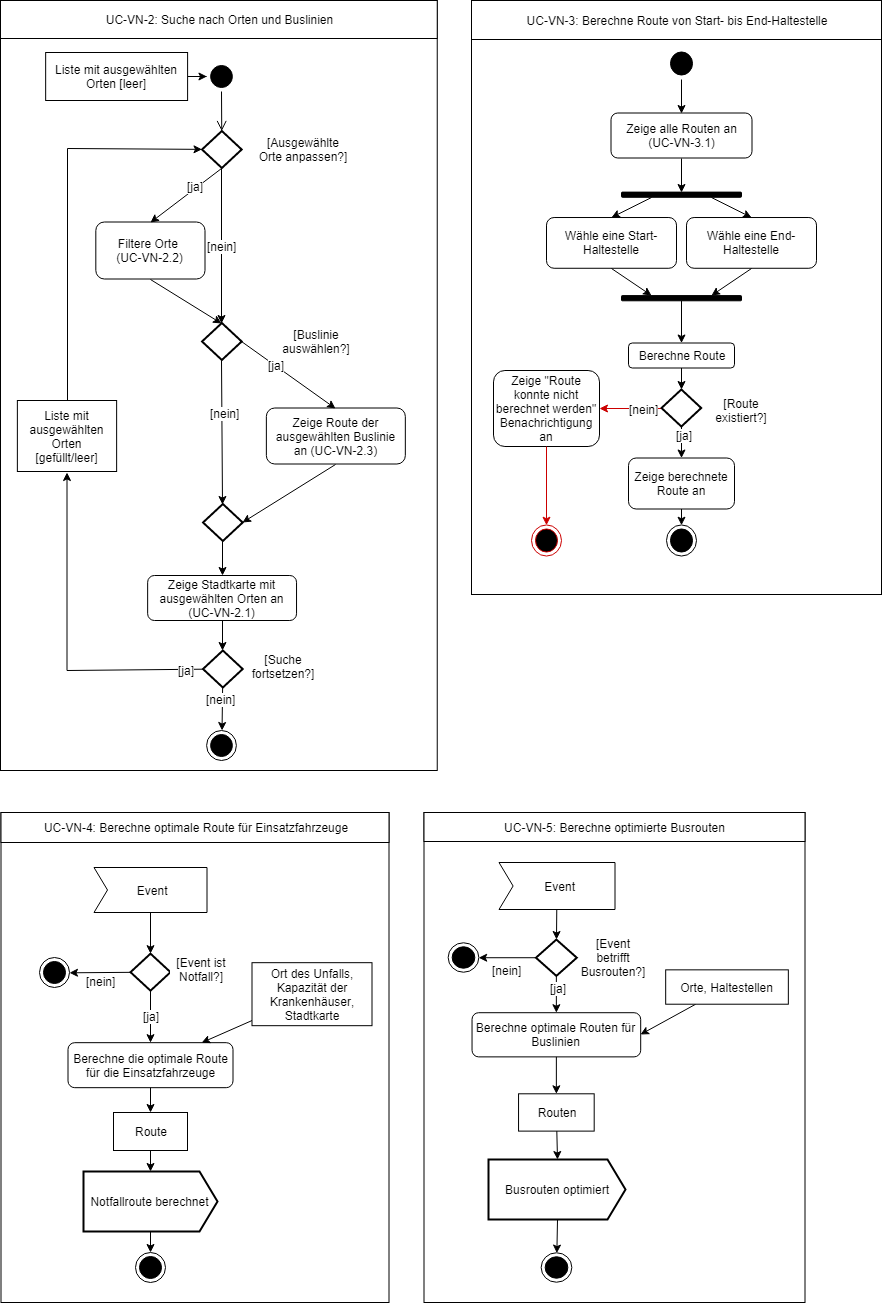 UC-VN-2: Suche nach Orten und Buslinien
Liste mit ausgewählten
Orten [leer]
[Ausgewählte
Orte anpassen?]
[ja]
Filtere Orte
(UC-VN-2.2)
[nein]
[Buslinie
auswählen?]
[ja]
[nein]
Zeige Route der
ausgewählten Buslinie
an (UC-VN-2.3)
Liste mit
ausgewählten
Orten
[gefüllt/leer]
Zeige Stadtkarte mit
ausgewählten Orten an
(UC-VN-2.1)
[Suche
fortsetzen?]
[ja]
[nein]
UC-VN-3: Berechne Route von Start- bis End-Haltestelle
Zeige alle Routen an
(UC-VN-3.1)
Wähle eine Start-
Haltestelle
Wähle eine End-
Haltestelle
Berechne Route
Zeige "Route
konnte nicht
berechnet werden"
Benachrichtigung
an
[nein]
[Route
existiert?]
[ja]
Zeige berechnete
Route an
UC-VN-4: Berechne optimale Route für Einsatzfahrzeuge
Event
[Event ist
Notfall?]
[nein]
Ort des Unfalls,
Kapazität der
Krankenhäuser,
Stadtkarte
[ja]
Berechne die optimale Route
für die Einsatzfahrzeuge
Route
Notfallroute berechnet
UC-VN-5: Berechne optimierte Busrouten
Event
[Event
betrifft
Busrouten?]
[nein]
[ja]
Orte, Haltestellen
Berechne optimale Routen für
Buslinien
Routen
Busrouten optimiert